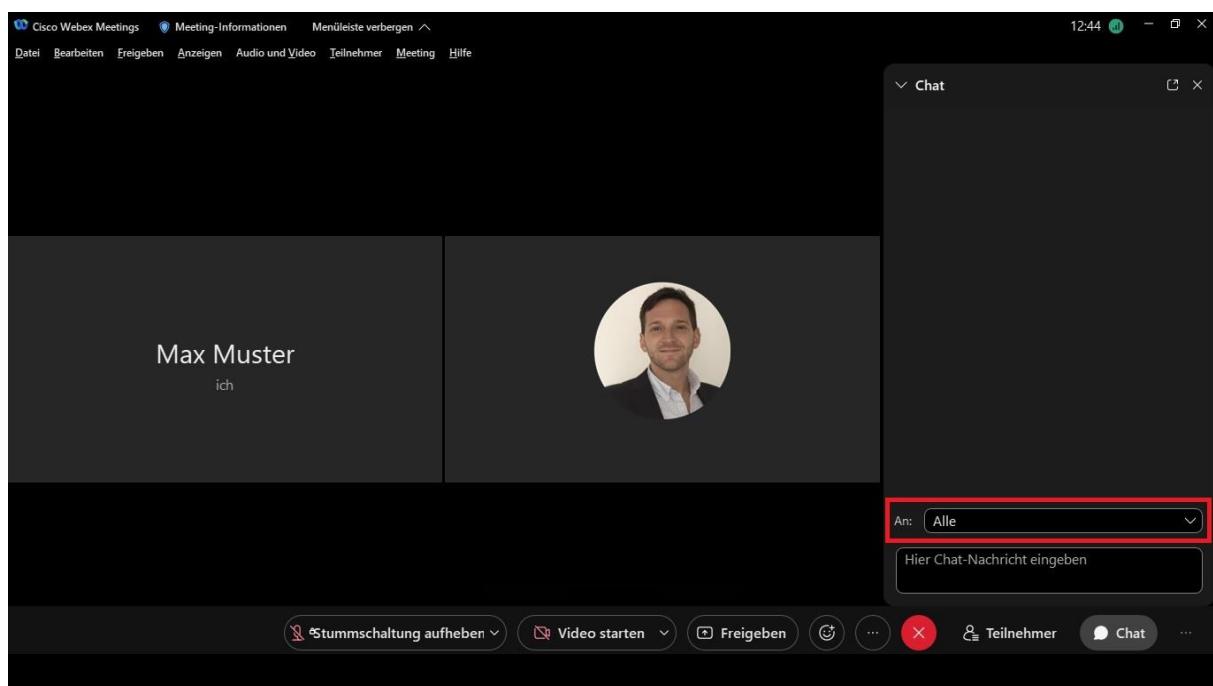 Cisco Webex Meetings Meeting-Informationen Menüleiste verbergen 12:44
Datei Bearbeiten Freigeben Anzeigen Audio und Video Teilnehmer Meeting Hilfe
Chat
Max Muster
ich
An: Alle
Hier Chat-Nachricht eingeben
Stummschaltung aufheben Video starten Freigeben Teilnehmer Chat